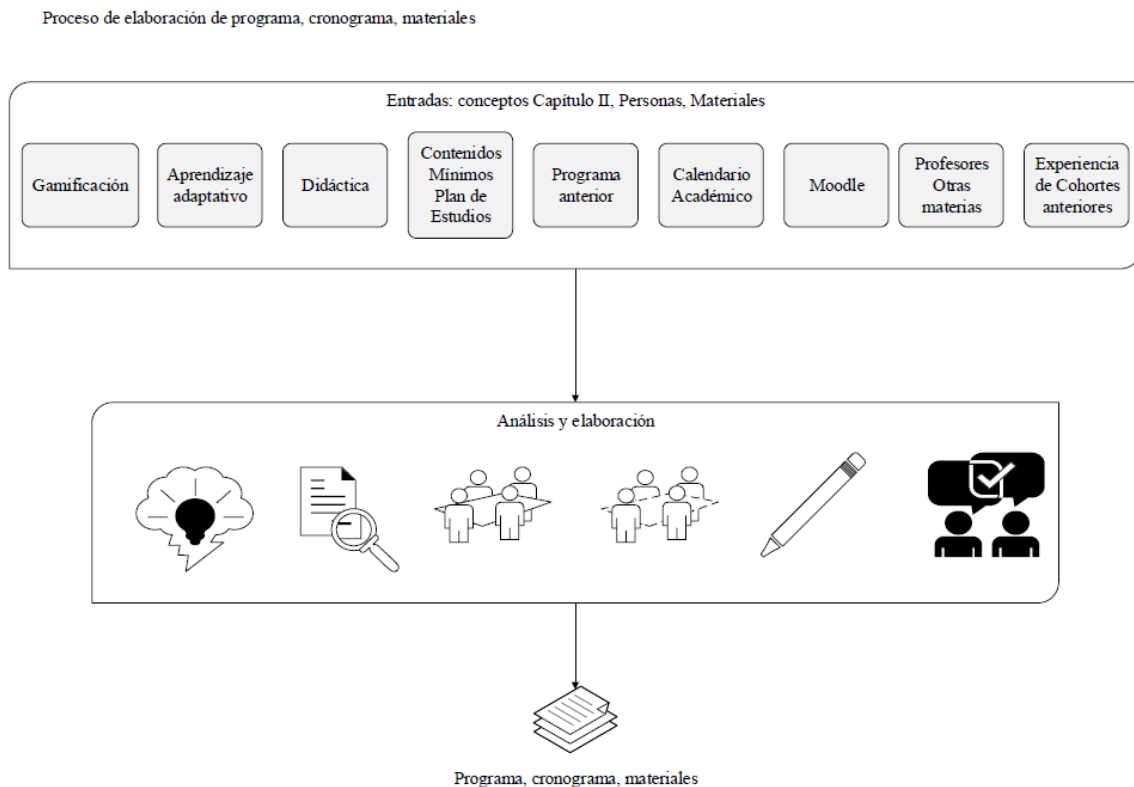 Proceso de elaboración de programa, cronograma, materiales
Entradas: conceptos Capítulo II, Personas, Materiales
Gamificación
Aprendizaje
adaptativo
Didáctica
Contenidos
Mínimos
Plan de
Estudios
Programa
anterior
Calendario
Académico
Moodle
Profesores
Otras
materias
Experiencia
de Cohortes
anteriores
Análisis y elaboración
Programa, cronograma, materiales